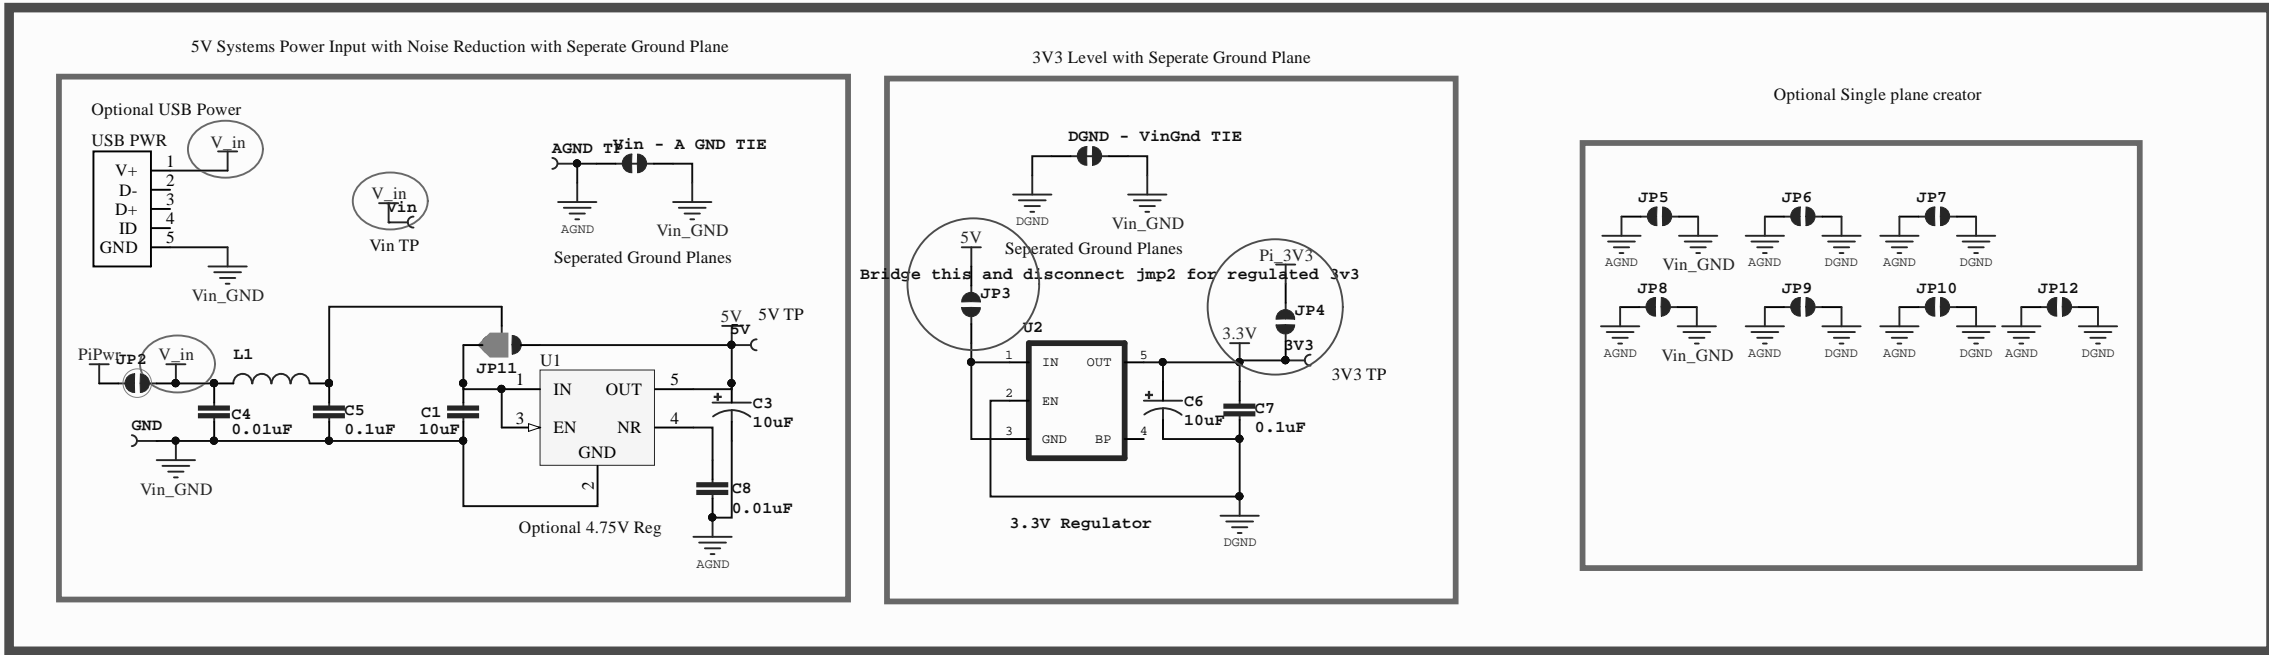 5V Systems Power Input with Noise Reduction with Seperate Ground Plane
Optional USB Power
USB PWR
V_in
V+ 1
D- 2
D+ 3
ID 4
GND 5
Vin_GND
V_in
Vin
Vin TP
AGND TP
Vin - A GND TIE
AGND
Vin_GND
Seperated Ground Planes
PiPwr
JP2
V_in
L1
C4
0.01uF
C5
0.1uF
GND
Vin_GND
JP11
C1
10uF
U1
1 IN
OUT 5
3 EN
NR 4
GND
2
5V
5V
5V TP
C3
10uF
C8
0.01uF
AGND
Optional 4.75V Reg
3V3 Level with Seperate Ground Plane
DGND - VinGnd TIE
DGND
Vin_GND
Seperated Ground Planes
5V
Bridge this and disconnect jmp2 for regulated 3v3
JP3
U2
1 IN
OUT 5
2 EN
3 GND
BP 4
Pi_3V3
JP4
3.3V
3V3
3V3 TP
C6
10uF
C7
0.1uF
3.3V Regulator
DGND
Optional Single plane creator
JP5
AGND
Vin_GND
JP6
AGND
DGND
JP7
AGND
DGND
JP8
AGND
Vin_GND
JP9
AGND
DGND
JP10
AGND
DGND
JP12
AGND
DGND